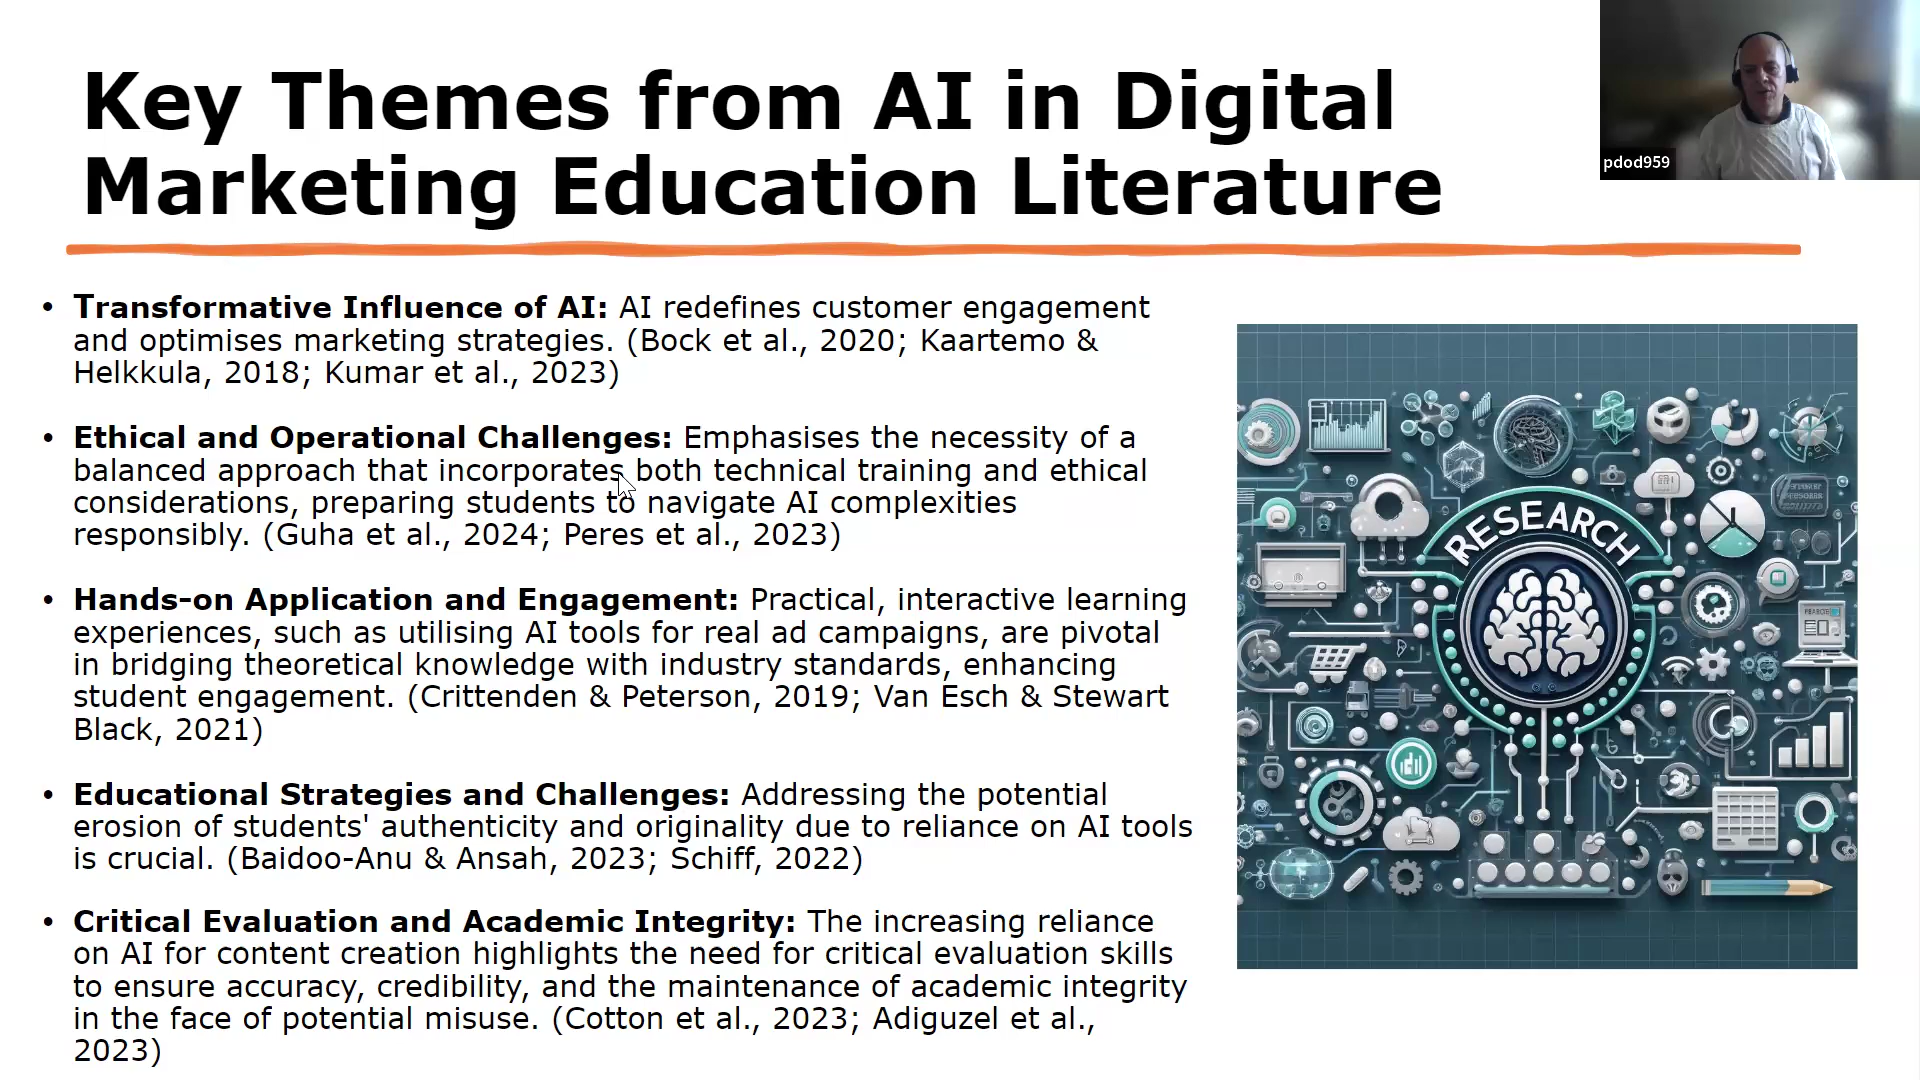 Key Themes from AI in Digital
Marketing Education Literature
pdod959
• Transformative Influence of AI: AI redefines customer engagement
and optimises marketing strategies. (Bock et al., 2020; Kaartemo &
Helkkula, 2018; Kumar et al., 2023)
• Ethical and Operational Challenges: Emphasises the necessity of a
balanced approach that incorporates both technical training and ethical
considerations, preparing students to navigate AI complexities
responsibly. (Guha et al., 2024; Peres et al., 2023)
• Hands-on Application and Engagement: Practical, interactive learning
experiences, such as utilising AI tools for real ad campaigns, are pivotal
in bridging theoretical knowledge with industry standards, enhancing
student engagement. (Crittenden & Peterson, 2019; Van Esch & Stewart
Black, 2021)
• Educational Strategies and Challenges: Addressing the potential
erosion of students' authenticity and originality due to reliance on AI tools
is crucial. (Baidoo-Anu & Ansah, 2023; Schiff, 2022)
• Critical Evaluation and Academic Integrity: The increasing reliance
on AI for content creation highlights the need for critical evaluation skills
to ensure accuracy, credibility, and the maintenance of academic integrity
in the face of potential misuse. (Cotton et al., 2023; Adiguzel et al.,
2023)
RESEARCH